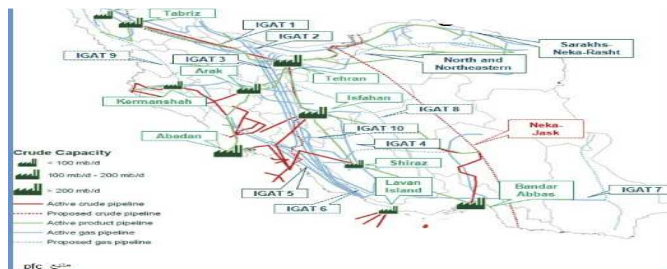 Tabriz
IGAT 1
IGAT 2
Sarakhs-
Neka-Rasht
IGAT 9
IGAT 3
North and
Northeastern
Arak
Tehran
Kermanshah
Isfahan
IGAT 8
Abadan
IGAT 10
Neka-
Jask
IGAT 4
Crude Capacity
< 100 mb/d
Shiraz
100 mb/d - 200 mb/d
Lavan
Island
Bandar
Abbas
IGAT 5
IGAT 7
> 200 mb/d
IGAT 6
Active crude pipeline
Proposed crude pipeline
Active product pipeline
Active gas pipeline
Proposed gas pipeline
pfc منبع